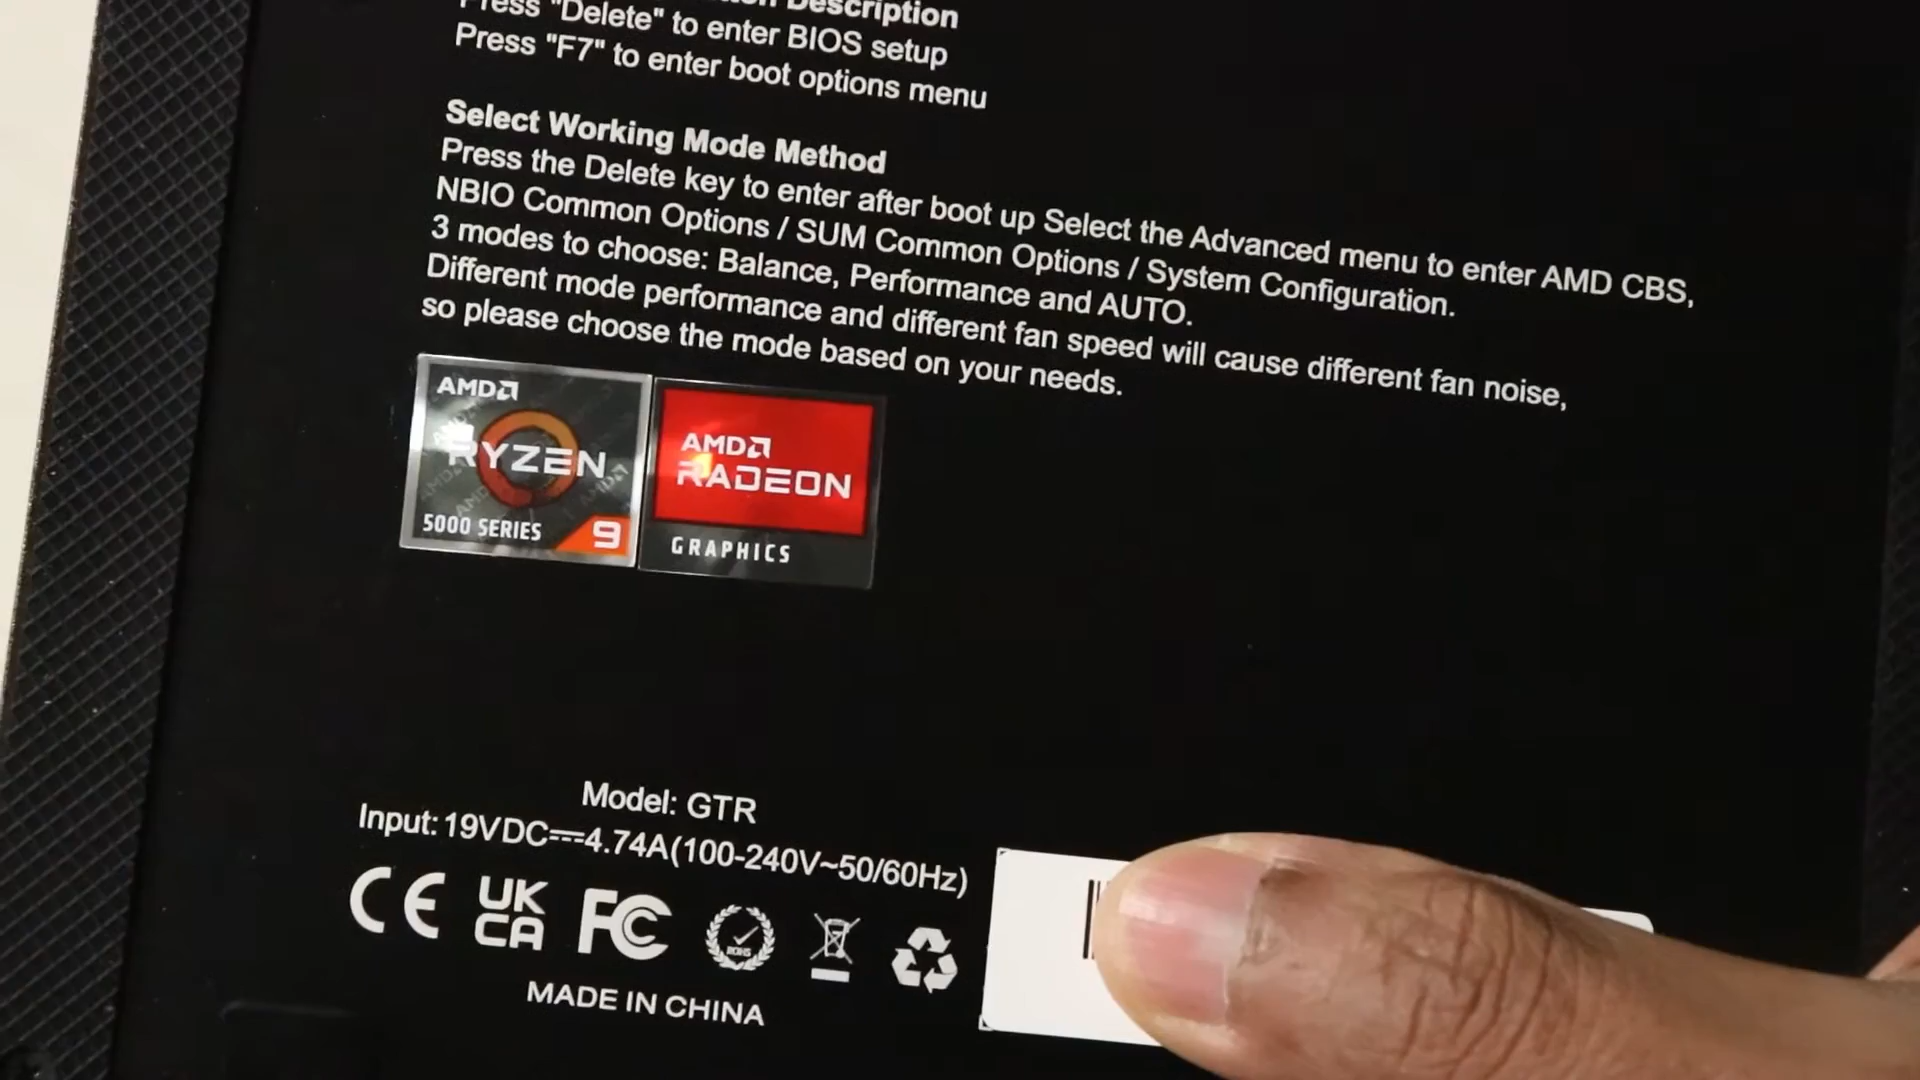 Description
Press "Delete" to enter BIOS setup
Press "F7" to enter boot options menu
Select Working Mode Method
Press the Delete key to enter after boot up Select the Advanced menu to enter AMD CBS,
NBIO Common Options / SUM Common Options / System Configuration.
3 modes to choose: Balance, Performance and AUTO.
Different mode performance and different fan speed will cause different fan noise,
so please choose the mode based on your needs.
AMD
RYZEN
5000 SERIES 9
AMD
RADEON
GRAPHICS
Model: GTR
Input: 19VDC⎓4.74A(100-240V~50/60Hz)
CE UK CA FC ROHS
MADE IN CHINA